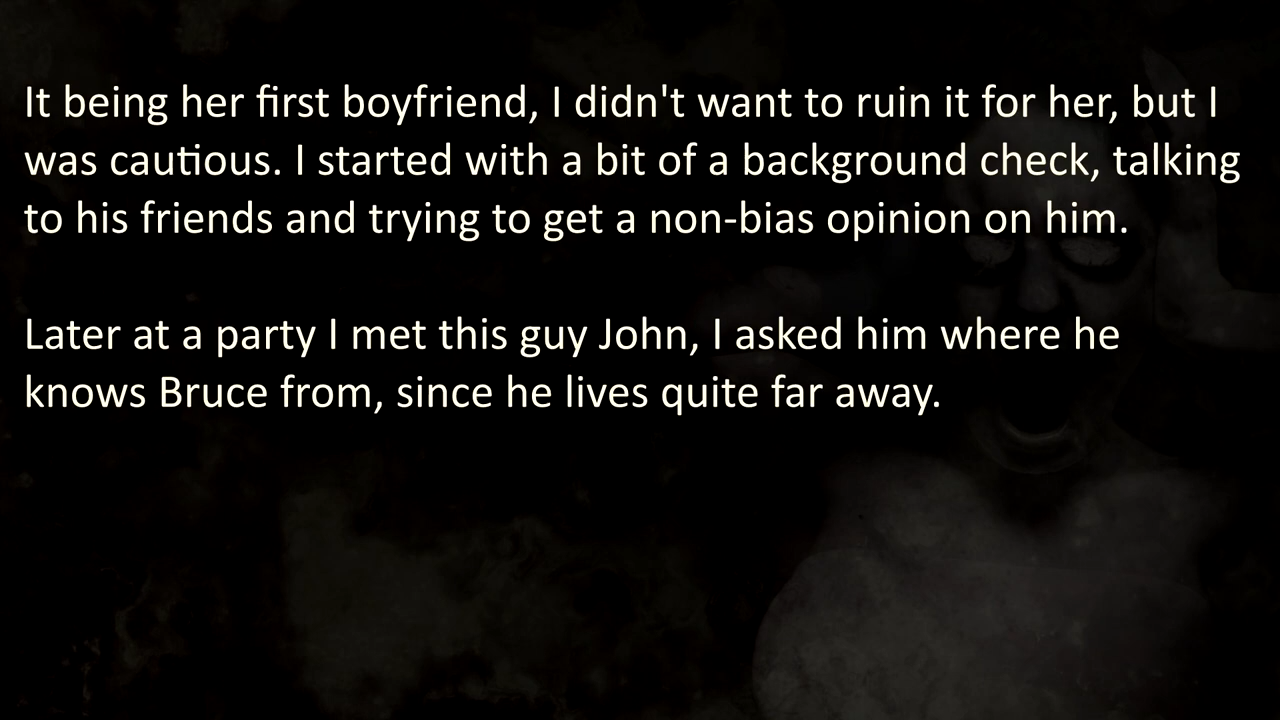 It being her first boyfriend, I didn't want to ruin it for her, but I
was cautious. I started with a bit of a background check, talking
to his friends and trying to get a non-bias opinion on him.
Later at a party I met this guy John, I asked him where he
knows Bruce from, since he lives quite far away.